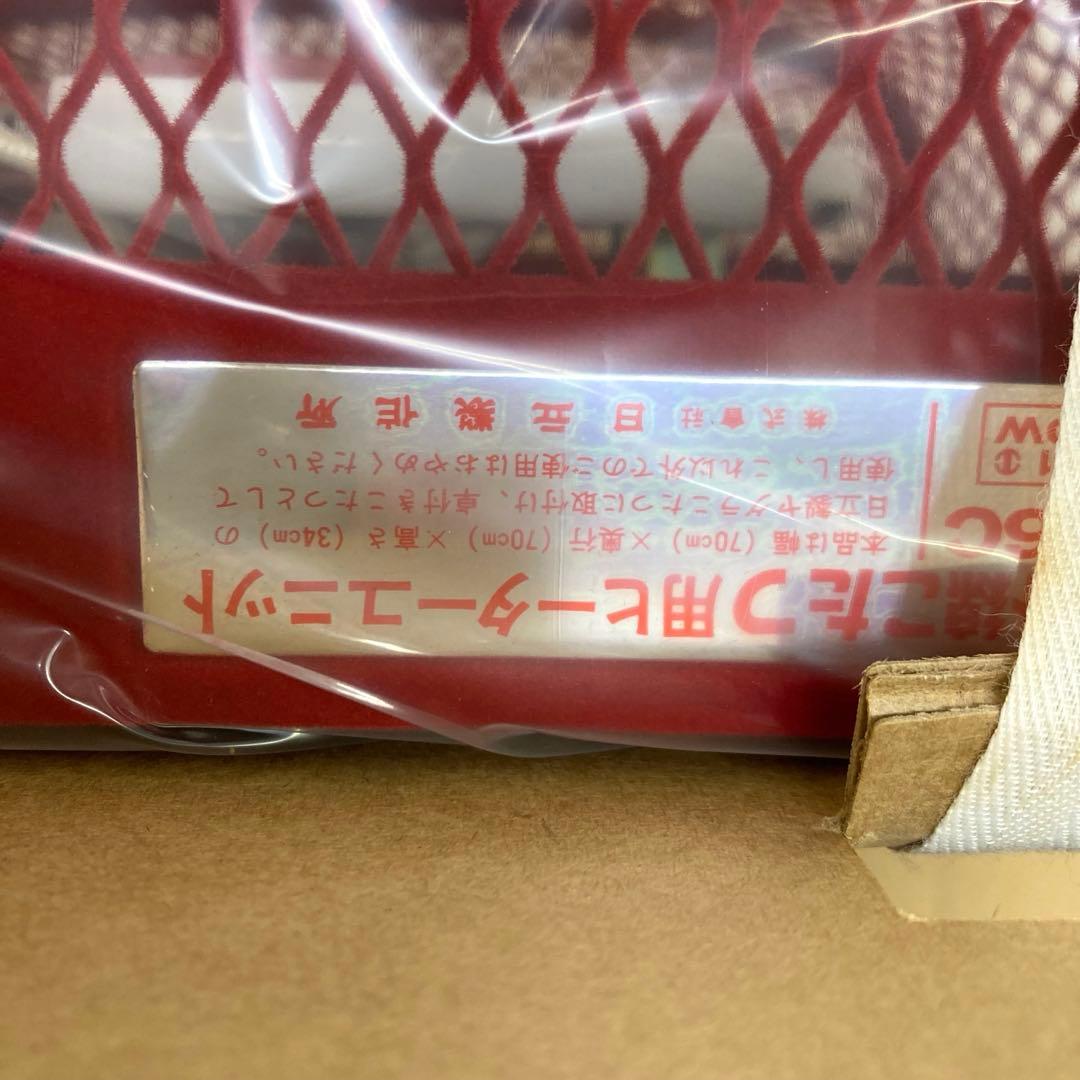 線こたつ用ヒーターユニット
本品は幅(70cm)×奥行(70cm)×高さ(34cm)の
日立製ヤグラこたつに取付け、卓付きこたつとして
使用し、これ以外でのご使用はおやめください。
株式會社 日立製作所
6C
W